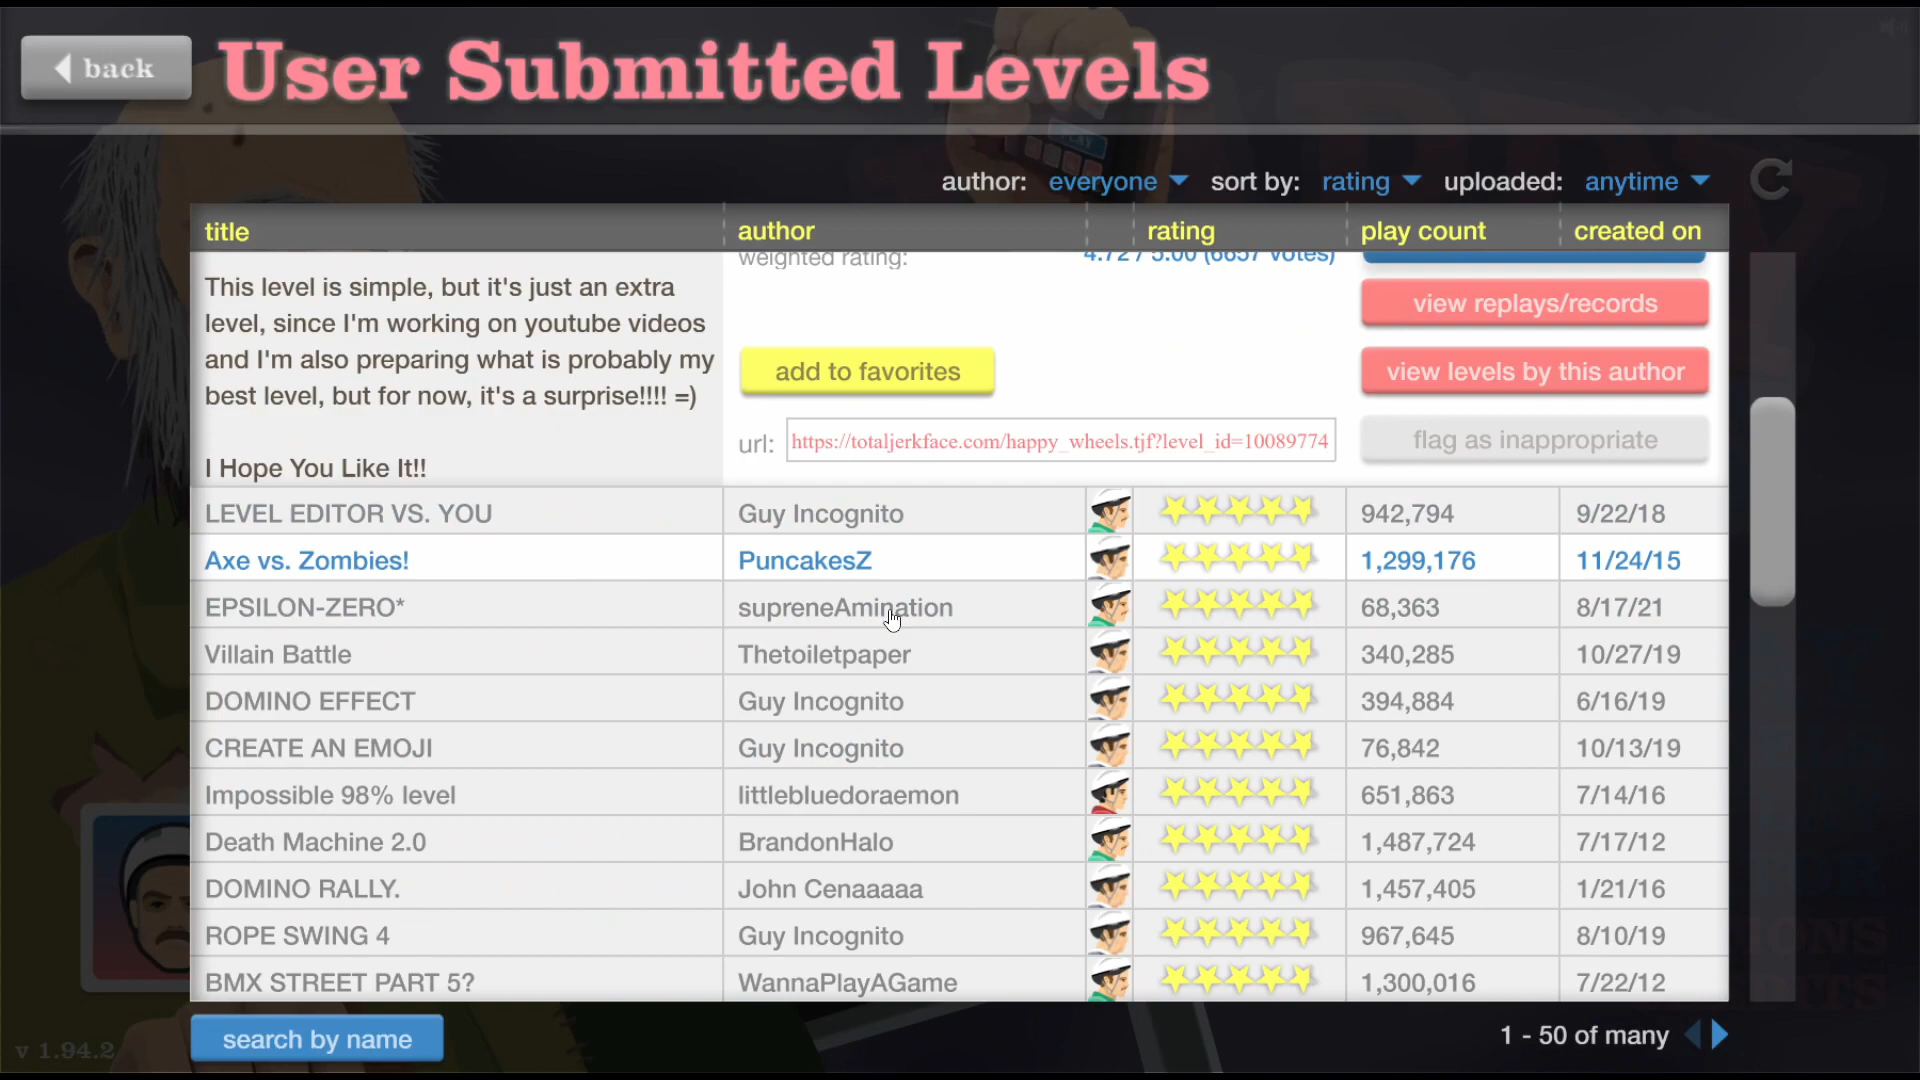 back
User Submitted Levels
author: everyone sort by: rating uploaded: anytime
title author rating play count created on
weighted rating: 4.72 / 5.00 (6657 votes)
This level is simple, but it's just an extra
level, since I'm working on youtube videos
and I'm also preparing what is probably my
best level, but for now, it's a surprise!!!! =)
I Hope You Like It!!
view replays/records
add to favorites
view levels by this author
url: https://totaljerkface.com/happy_wheels.tjf?level_id=10089774
flag as inappropriate
LEVEL EDITOR VS. YOU Guy Incognito 942,794 9/22/18
Axe vs. Zombies! PuncakesZ 1,299,176 11/24/15
EPSILON-ZERO* supreneAmination 68,363 8/17/21
Villain Battle Thetoiletpaper 340,285 10/27/19
DOMINO EFFECT Guy Incognito 394,884 6/16/19
CREATE AN EMOJI Guy Incognito 76,842 10/13/19
Impossible 98% level littlebluedoraemon 651,863 7/14/16
Death Machine 2.0 BrandonHalo 1,487,724 7/17/12
DOMINO RALLY. John Cenaaaaa 1,457,405 1/21/16
ROPE SWING 4 Guy Incognito 967,645 8/10/19
BMX STREET PART 5? WannaPlayAGame 1,300,016 7/22/12
search by name
1 - 50 of many
v 1.94.2